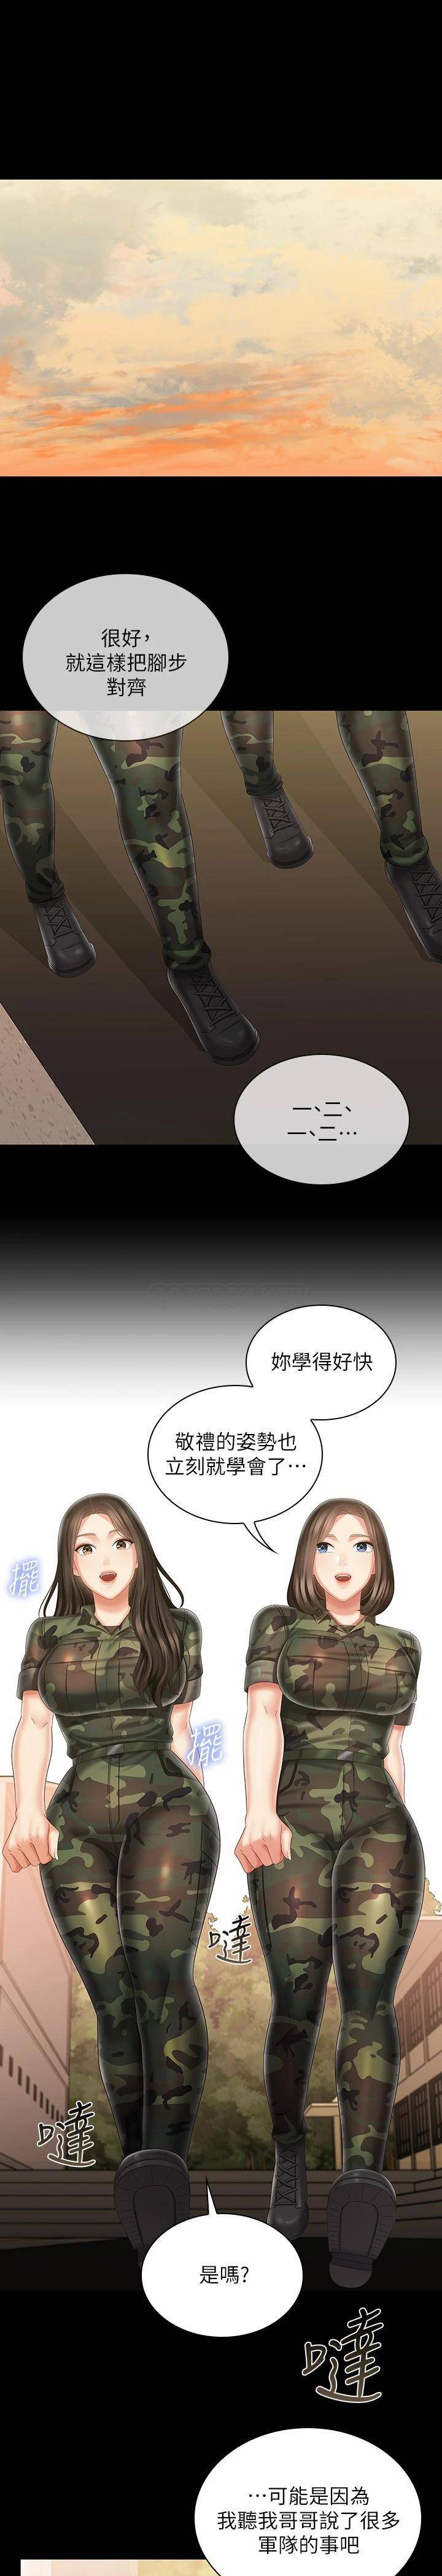 很好,
就這樣把腳步
對齊
一、二、
一、二…
妳學得好快
敬禮的姿勢也
立刻就學會了…
擺
擺
噠
噠
是嗎?
噠
…可能是因為
我聽我哥哥說了很多
軍隊的事吧